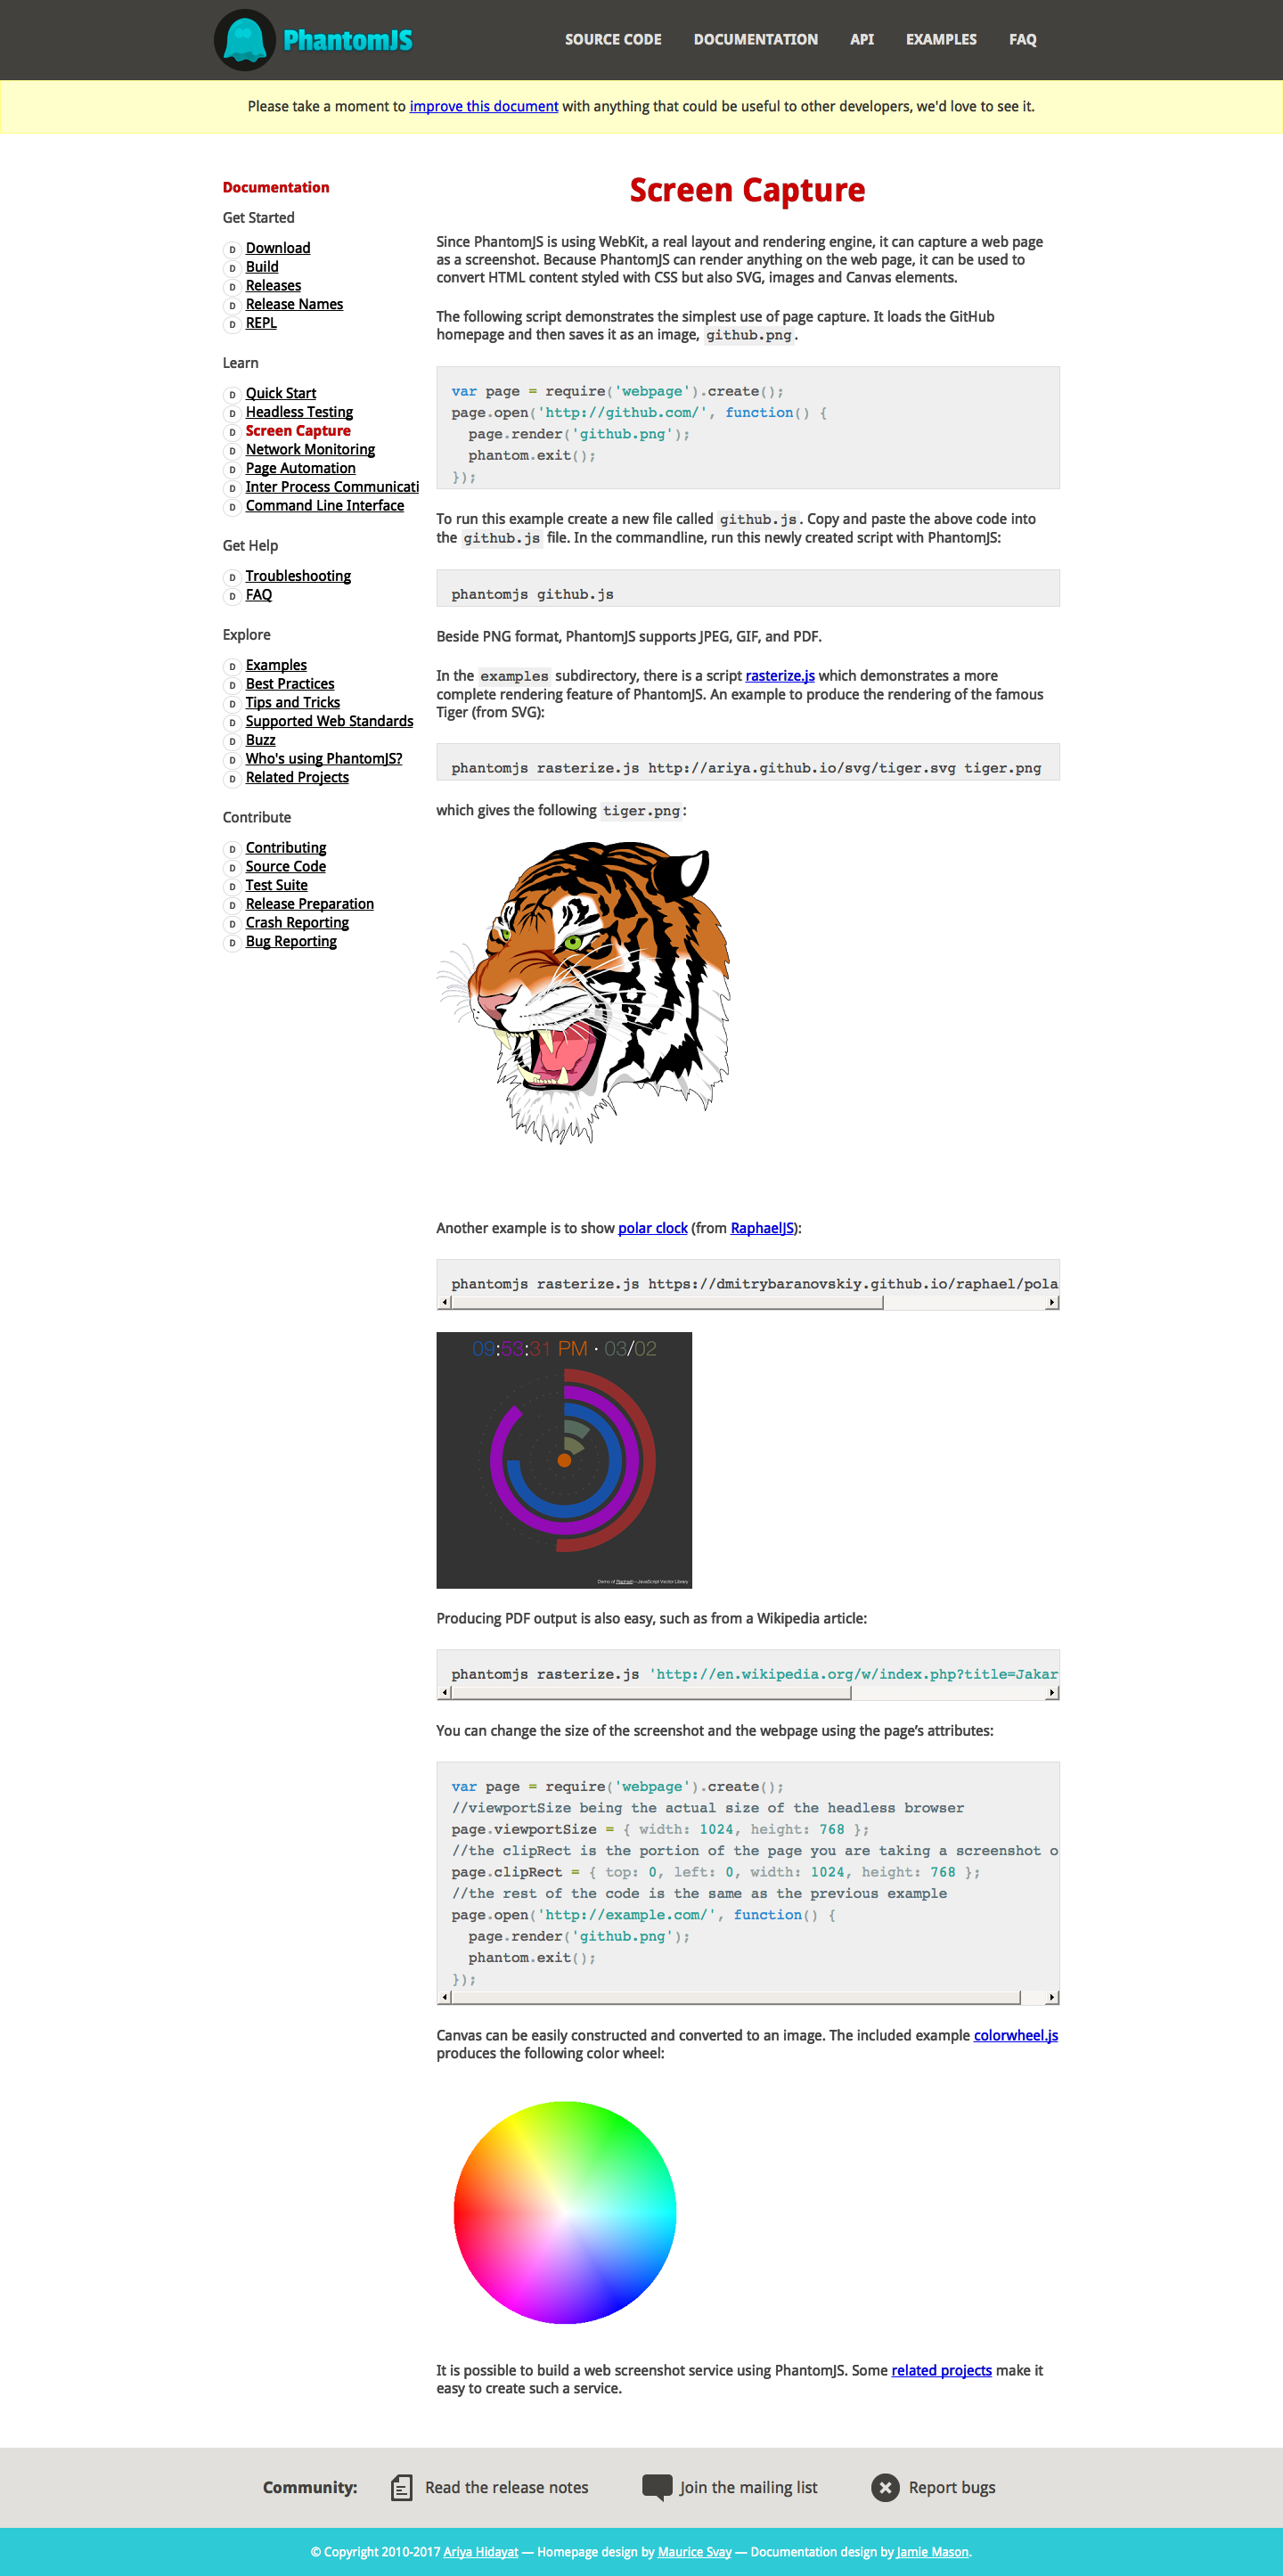 PhantomJS
SOURCE CODE
DOCUMENTATION
API
EXAMPLES
FAQ
Please take a moment to improve this document with anything that could be useful to other developers, we'd love to see it.
Documentation
Get Started
D Download
D Build
D Releases
D Release Names
D REPL
Learn
D Quick Start
D Headless Testing
D Screen Capture
D Network Monitoring
D Page Automation
D Inter Process Communicati
D Command Line Interface
Get Help
D Troubleshooting
D FAQ
Explore
D Examples
D Best Practices
D Tips and Tricks
D Supported Web Standards
D Buzz
D Who's using PhantomJS?
D Related Projects
Contribute
D Contributing
D Source Code
D Test Suite
D Release Preparation
D Crash Reporting
D Bug Reporting
Screen Capture
Since PhantomJS is using WebKit, a real layout and rendering engine, it can capture a web page
as a screenshot. Because PhantomJS can render anything on the web page, it can be used to
convert HTML content styled with CSS but also SVG, images and Canvas elements.
The following script demonstrates the simplest use of page capture. It loads the GitHub
homepage and then saves it as an image, github.png.
var page = require('webpage').create();
page.open('http://github.com/', function() {
page.render('github.png');
phantom.exit();
});
To run this example create a new file called github.js. Copy and paste the above code into
the github.js file. In the commandline, run this newly created script with PhantomJS:
phantomjs github.js
Beside PNG format, PhantomJS supports JPEG, GIF, and PDF.
In the examples subdirectory, there is a script rasterize.js which demonstrates a more
complete rendering feature of PhantomJS. An example to produce the rendering of the famous
Tiger (from SVG):
phantomjs rasterize.js http://ariya.github.io/svg/tiger.svg tiger.png
which gives the following tiger.png:
Another example is to show polar clock (from RaphaelJS):
phantomjs rasterize.js https://dmitrybaranovskiy.github.io/raphael/pola
09:53:31 PM · 03/02
Demo of Raphaël—JavaScript Vector Library
Producing PDF output is also easy, such as from a Wikipedia article:
phantomjs rasterize.js 'http://en.wikipedia.org/w/index.php?title=Jakar
You can change the size of the screenshot and the webpage using the page’s attributes:
var page = require('webpage').create();
//viewportSize being the actual size of the headless browser
page.viewportSize = { width: 1024, height: 768 };
//the clipRect is the portion of the page you are taking a screenshot o
page.clipRect = { top: 0, left: 0, width: 1024, height: 768 };
//the rest of the code is the same as the previous example
page.open('http://example.com/', function() {
page.render('github.png');
phantom.exit();
});
Canvas can be easily constructed and converted to an image. The included example colorwheel.js
produces the following color wheel:
It is possible to build a web screenshot service using PhantomJS. Some related projects make it
easy to create such a service.
Community:
Read the release notes
Join the mailing list
Report bugs
© Copyright 2010-2017 Ariya Hidayat — Homepage design by Maurice Svay — Documentation design by Jamie Mason.